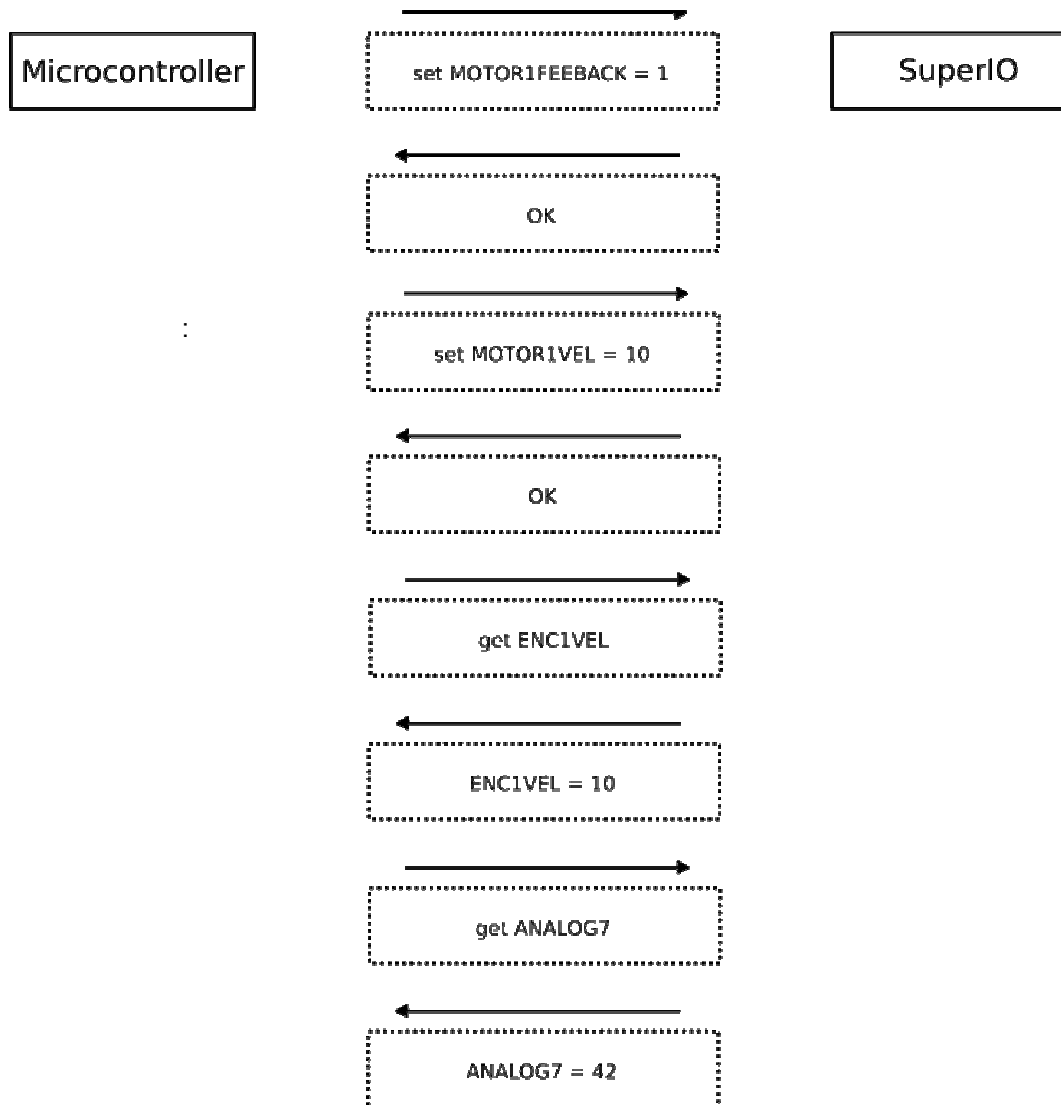 Microcontroller
set MOTOR1FEEBACK = 1
SuperIO
OK
:
set MOTOR1VEL = 10
OK
get ENC1VEL
ENC1VEL = 10
get ANALOG7
ANALOG7 = 42